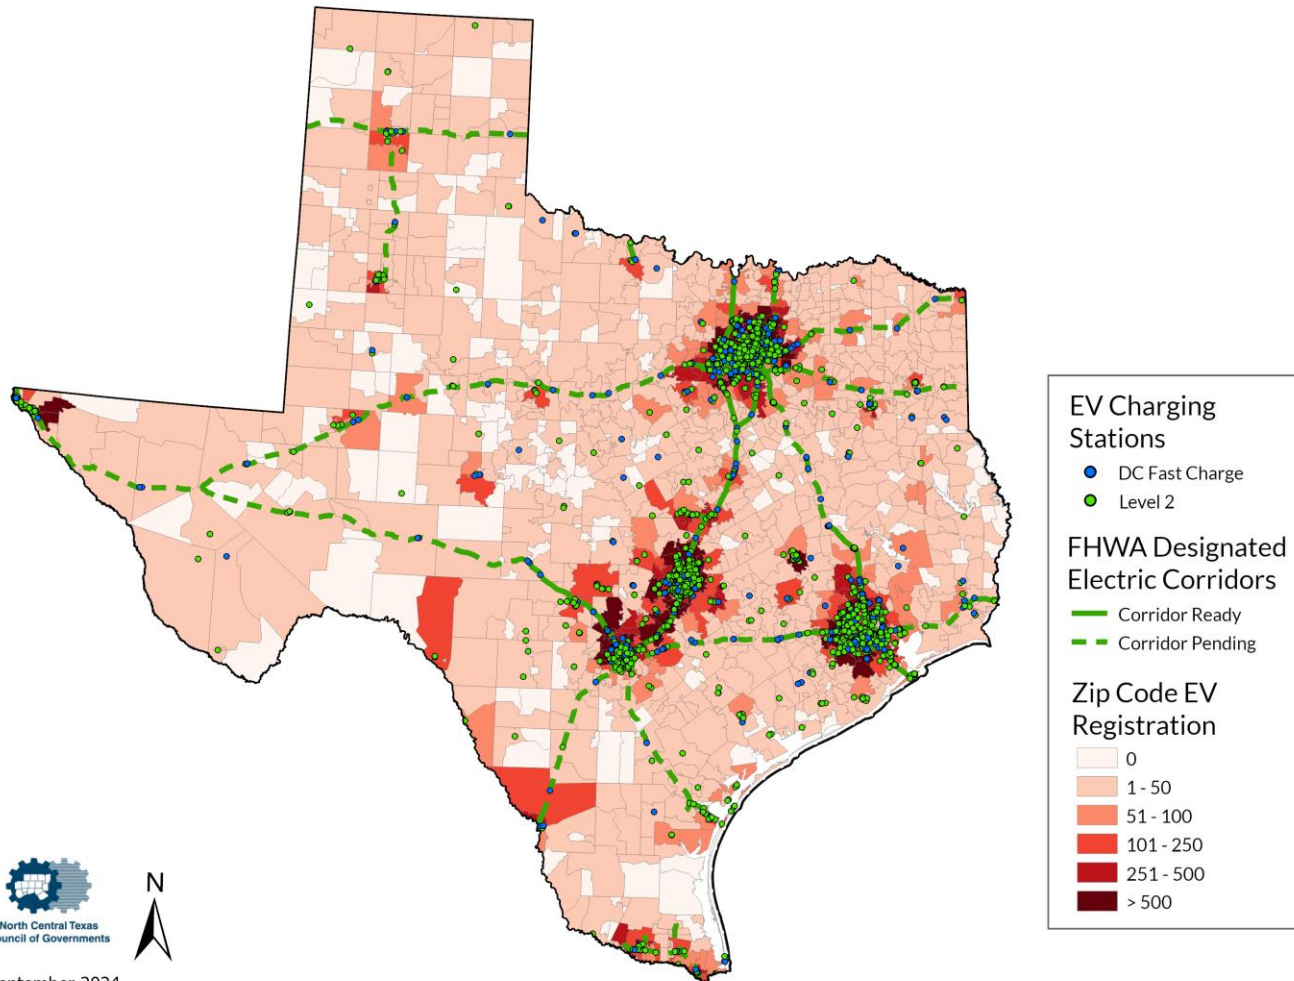 EV Charging
Stations
DC Fast Charge
Level 2
FHWA Designated
Electric Corridors
Corridor Ready
Corridor Pending
Zip Code EV
Registration
0
1 - 50
51 - 100
101 - 250
251 - 500
> 500
N
North Central Texas
Council of Governments
2024